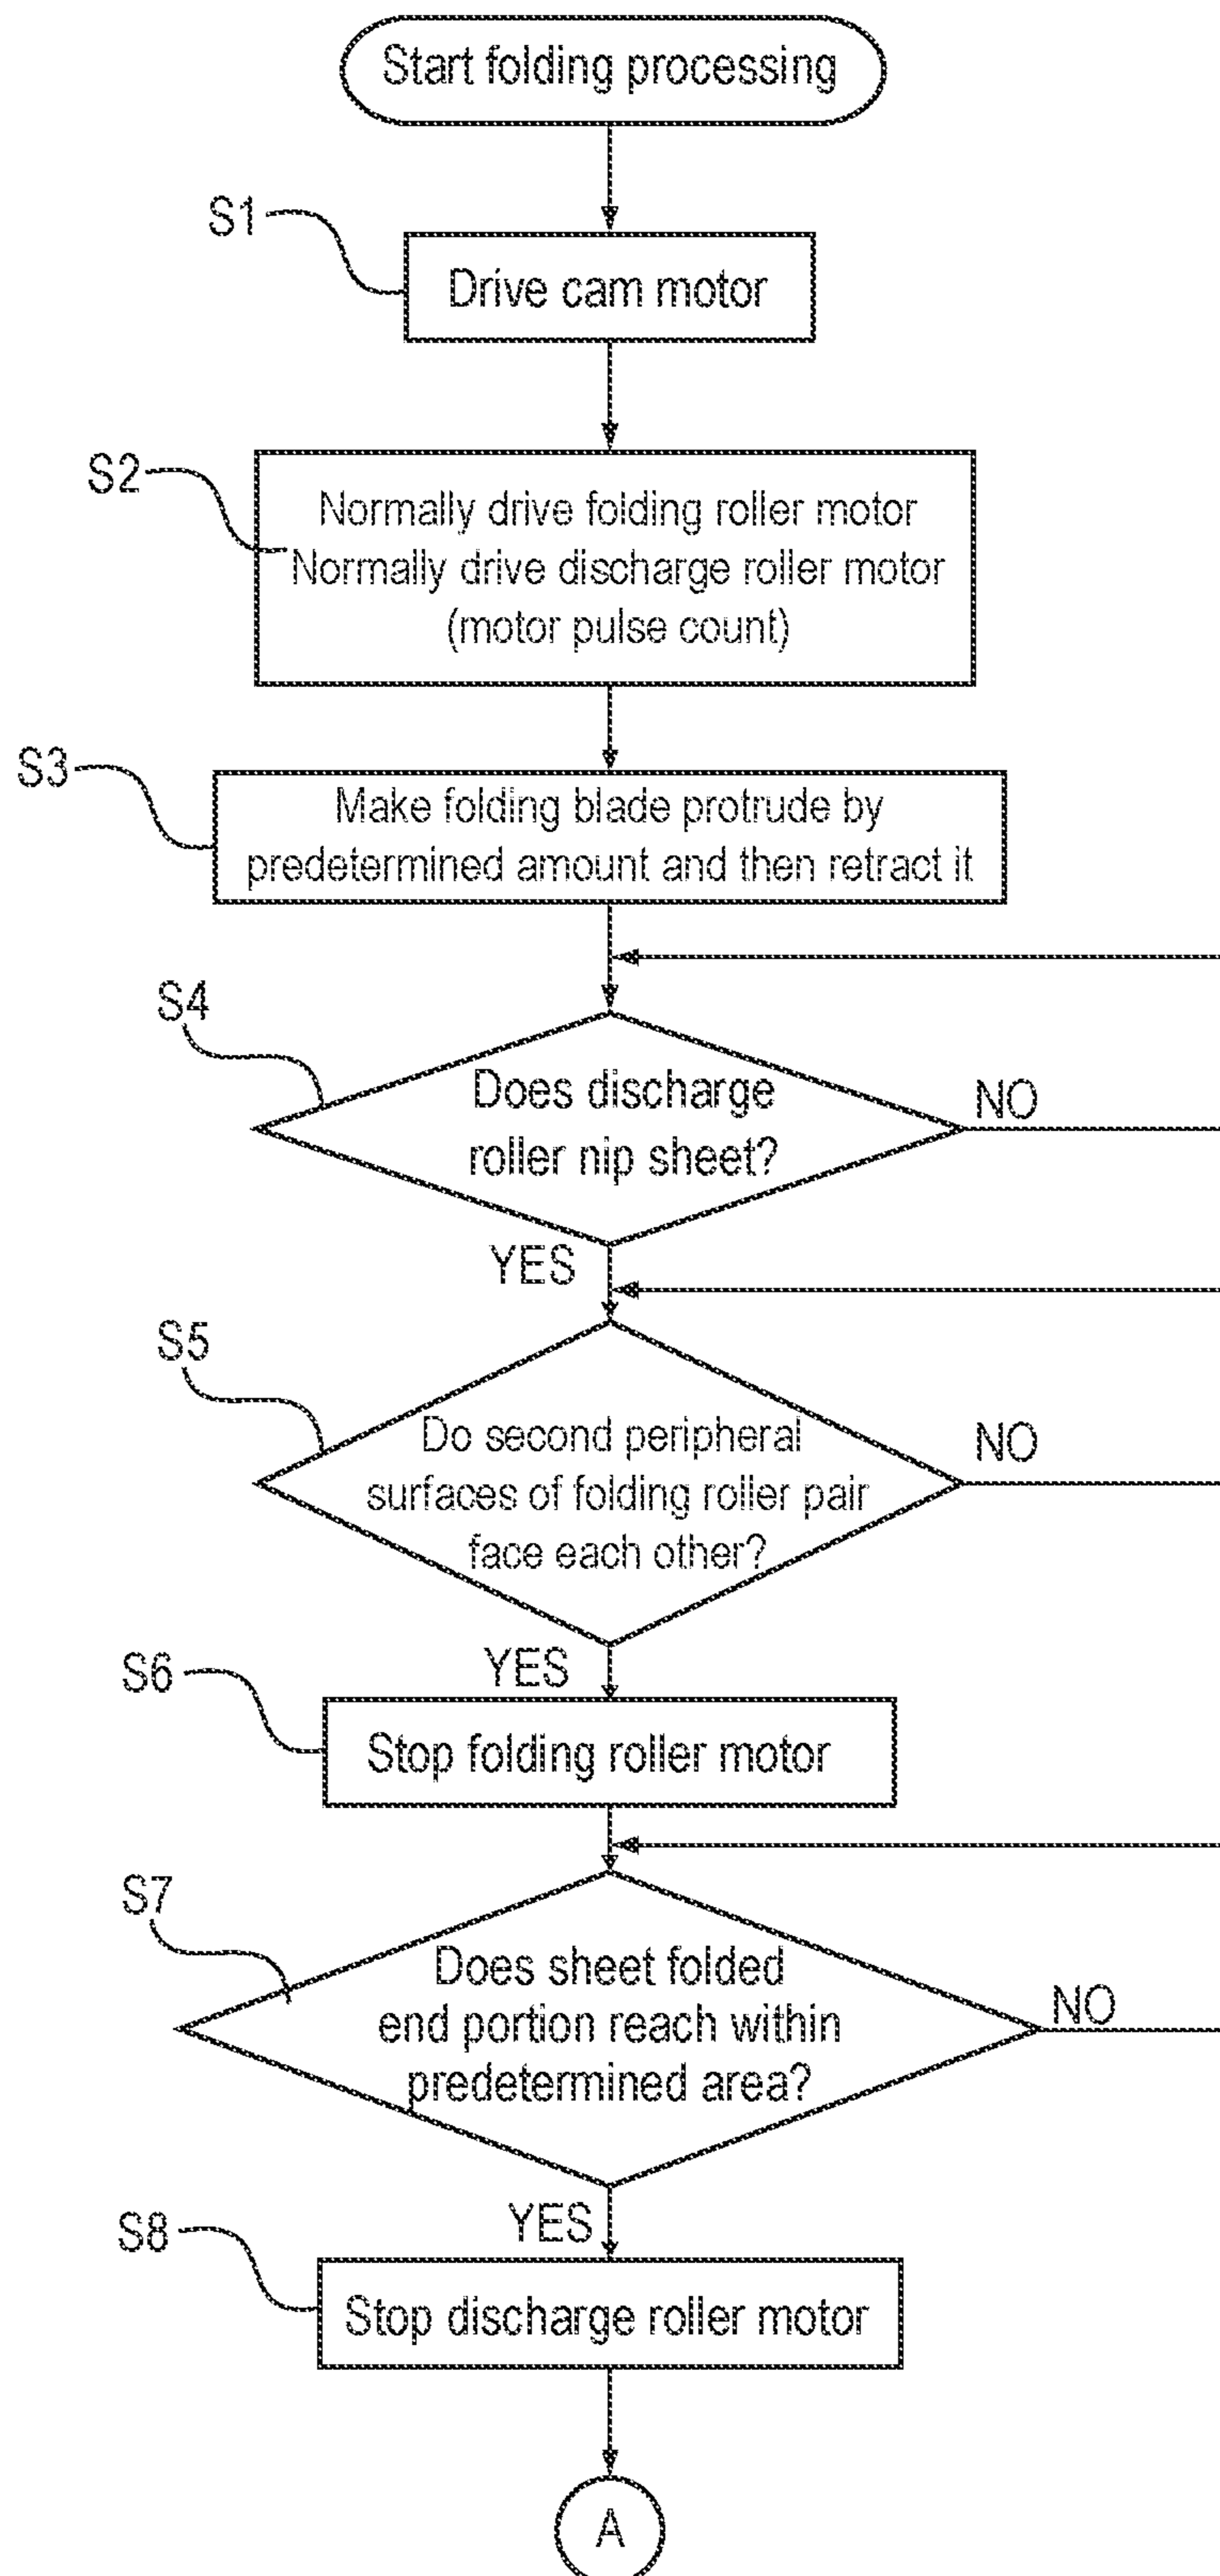 Start folding processing
S1
Drive cam motor
S2
Normally drive folding roller motor
Normally drive discharge roller motor
(motor pulse count)
S3
Make folding blade protrude by
predetermined amount and then retract it
S4
Does discharge
roller nip sheet?
NO
YES
S5
Do second peripheral
surfaces of folding roller pair
face each other?
NO
YES
S6
Stop folding roller motor
S7
Does sheet folded
end portion reach within
predetermined area?
NO
YES
S8
Stop discharge roller motor
A